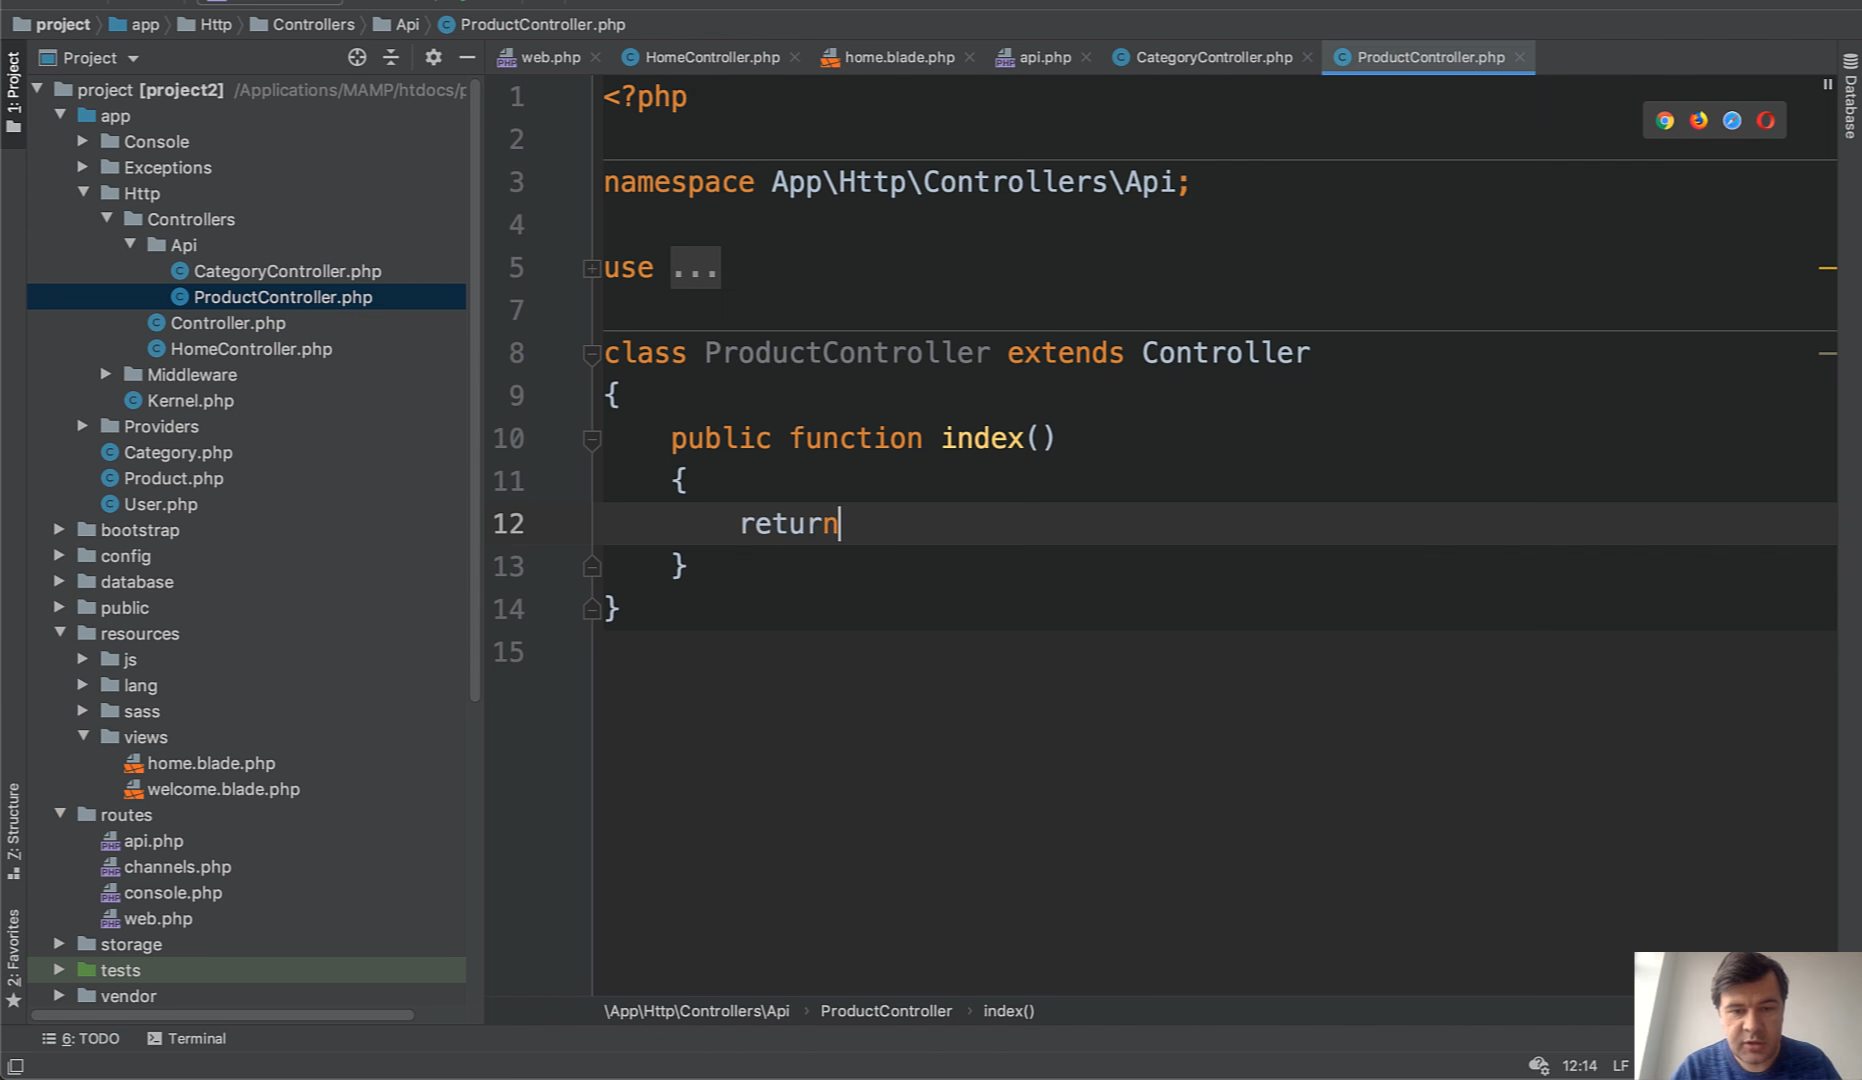 project app Http Controllers Api ProductController.php
1: Project
Project
web.php HomeController.php home.blade.php api.php CategoryController.php ProductController.php
Database
project [project2] /Applications/MAMP/htdocs/p
app
Console
Exceptions
Http
Controllers
Api
CategoryController.php
ProductController.php
Controller.php
HomeController.php
Middleware
Kernel.php
Providers
Category.php
Product.php
User.php
bootstrap
config
database
public
resources
js
lang
sass
views
home.blade.php
welcome.blade.php
routes
api.php
channels.php
console.php
web.php
storage
tests
vendor
Z: Structure
2: Favorites
1 <?php
2
3 namespace App\Http\Controllers\Api;
4
5 use ...
7
8 class ProductController extends Controller
9 {
10 public function index()
11 {
12 return
13 }
14 }
15
\App\Http\Controllers\Api › ProductController › index()
6: TODO Terminal
12:14 LF